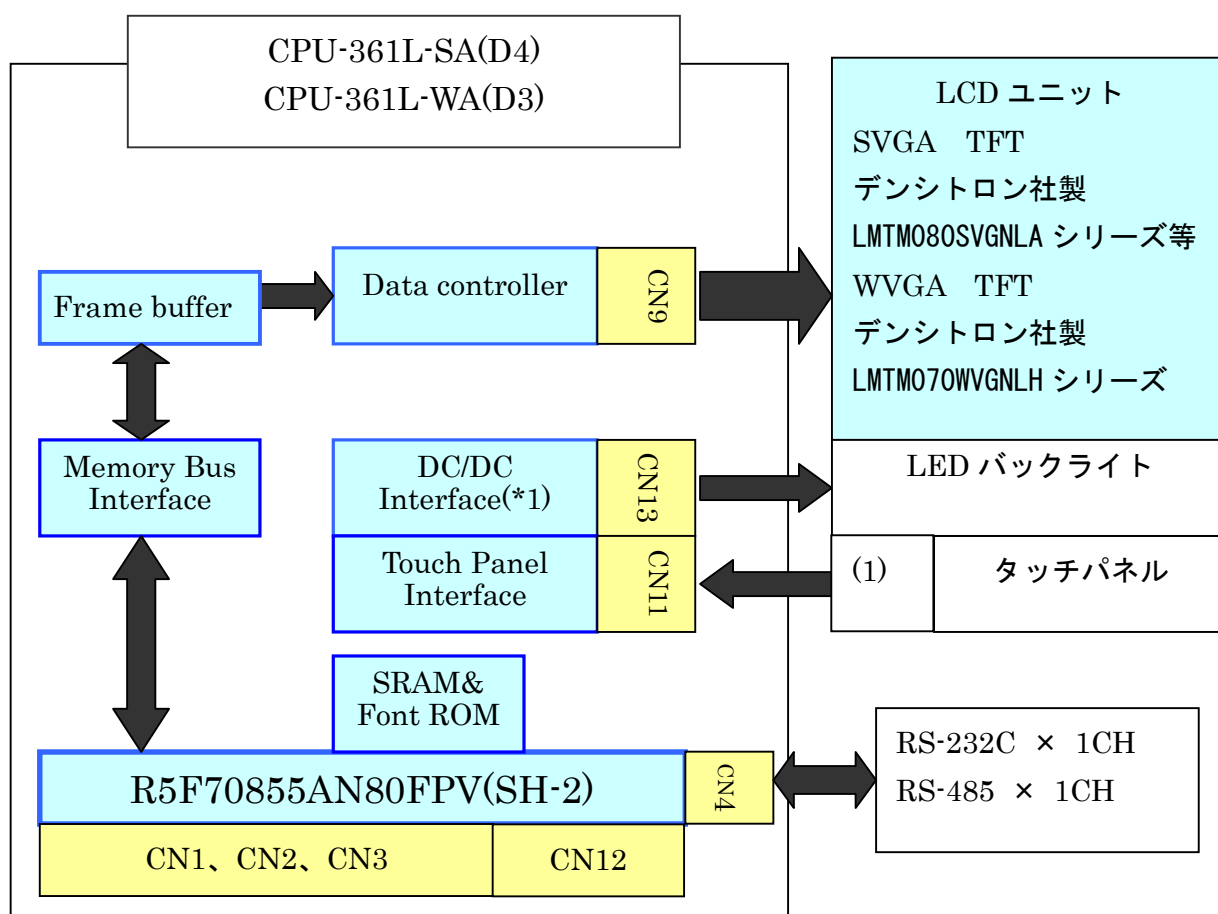 CPU-361L-SA(D4)
CPU-361L-WA(D3)
LCD ユニット
SVGA　TFT
デンシトロン社製
LMTM080SVGNLA シリーズ等
WVGA　TFT
デンシトロン社製
LMTM070WVGNLH シリーズ
Frame buffer
Data controller
CN9
Memory Bus
Interface
DC/DC
Interface(*1)
CN13
LED バックライト
Touch Panel
Interface
CN11
(1)
タッチパネル
SRAM&
Font ROM
R5F70855AN80FPV(SH-2)
CN4
RS-232C × 1CH
RS-485 × 1CH
CN1、CN2、CN3
CN12